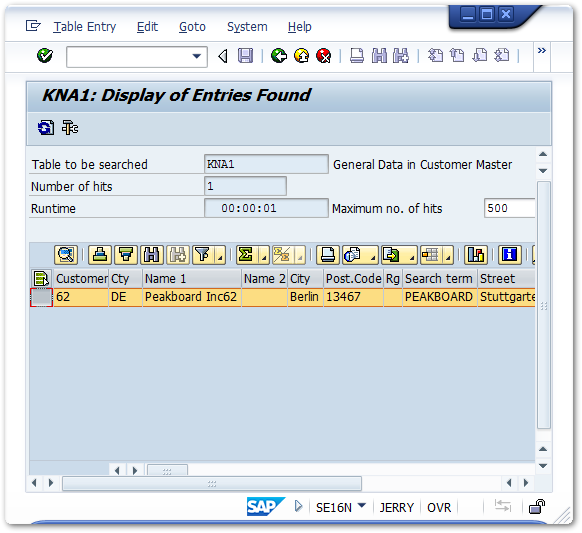 Table Entry Edit Goto System Help
»
KNA1: Display of Entries Found
Table to be searched KNA1 General Data in Customer Master
Number of hits 1
Runtime 00:00:01 Maximum no. of hits 500
Customer Cty Name 1 Name 2 City Post.Code Rg Search term Street
62 DE Peakboard Inc62 Berlin 13467 PEAKBOARD Stuttgarte
SAP SE16N JERRY OVR